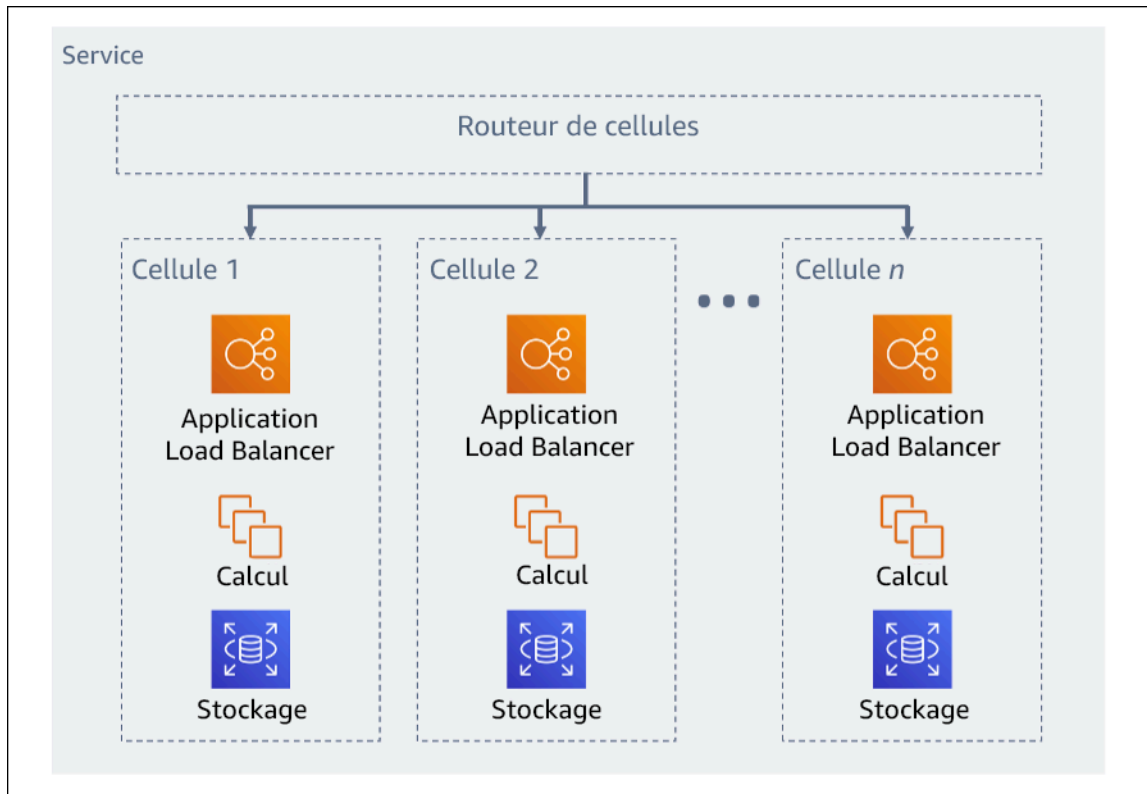 Service
Routeur de cellules
Cellule 1
Application
Load Balancer
Calcul
Stockage
Cellule 2
Application
Load Balancer
Calcul
Stockage
Cellule n
Application
Load Balancer
Calcul
Stockage